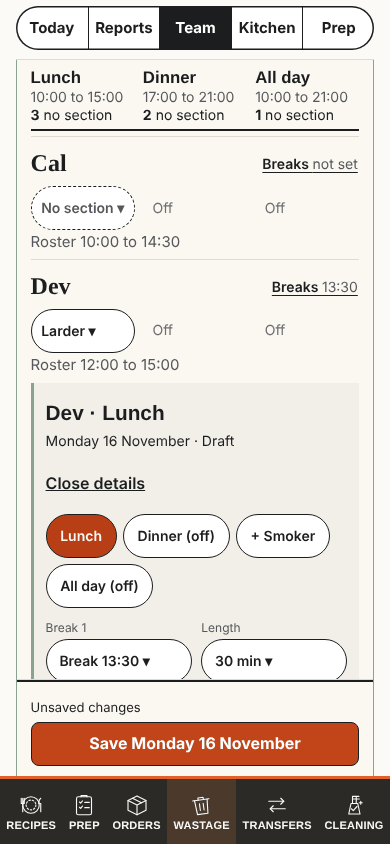 Today Reports Team Kitchen Prep
Lunch Dinner All day
10:00 to 15:00 17:00 to 21:00 10:00 to 21:00
3 no section 2 no section 1 no section
Cal Breaks not set
No section ▾ Off Off
Roster 10:00 to 14:30
Dev Breaks 13:30
Larder ▾ Off Off
Roster 12:00 to 15:00
Dev · Lunch
Monday 16 November · Draft
Close details
Lunch Dinner (off) + Smoker
All day (off)
Break 1 Length
Break 13:30 ▾ 30 min ▾
Unsaved changes
Save Monday 16 November
RECIPES PREP ORDERS WASTAGE TRANSFERS CLEANING